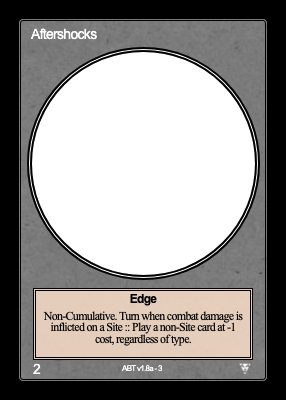 Aftershocks
Edge
Non-Cumulative. Turn when combat damage is
inflicted on a Site :: Play a non-Site card at -1
cost, regardless of type.
2
ABT v1.8a - 3